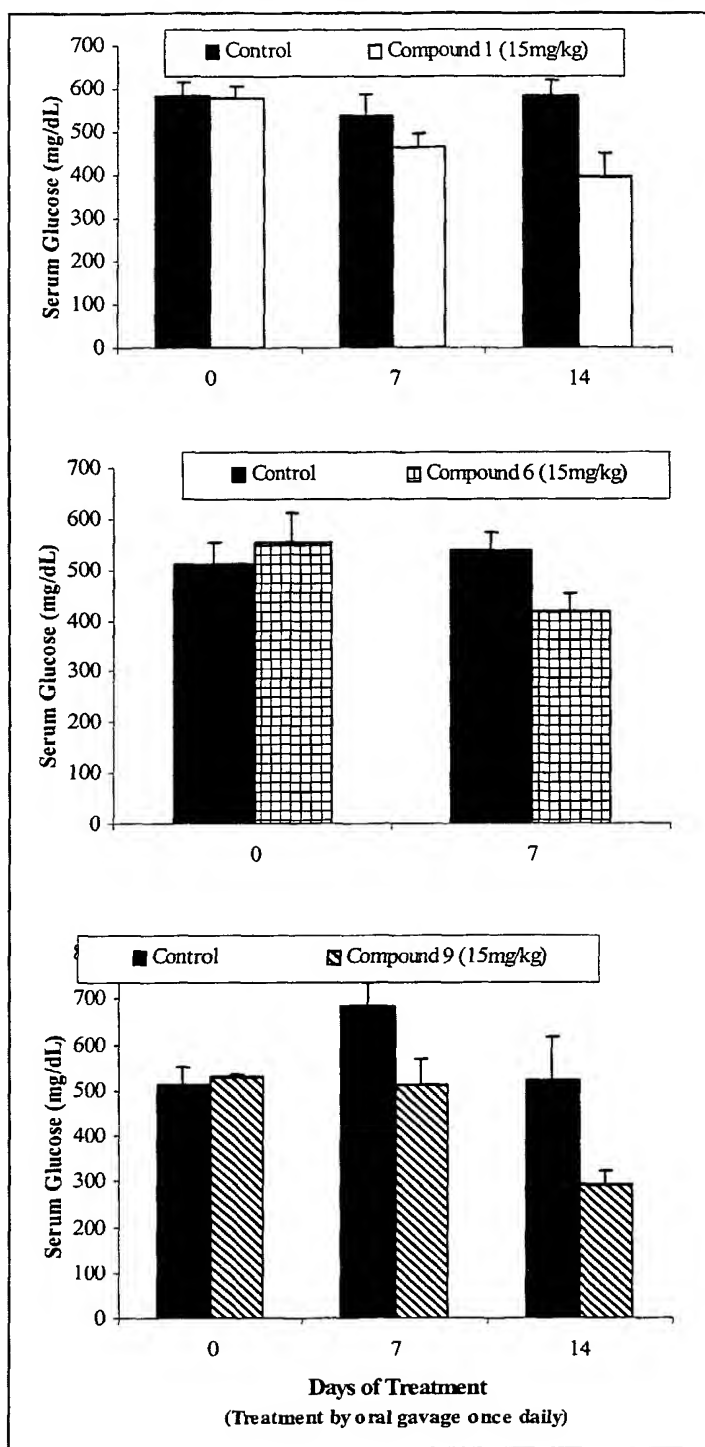 Control Compound 1 (15mg/kg)
Serum Glucose (mg/dL)
700
600
500
400
300
200
100
0
0 7 14
Control Compound 6 (15mg/kg)
Serum Glucose (mg/dL)
700
600
500
400
300
200
100
0
0 7
Control Compound 9 (15mg/kg)
Serum Glucose (mg/dL)
700
600
500
400
300
200
100
0
0 7 14
Days of Treatment
(Treatment by oral gavage once daily)